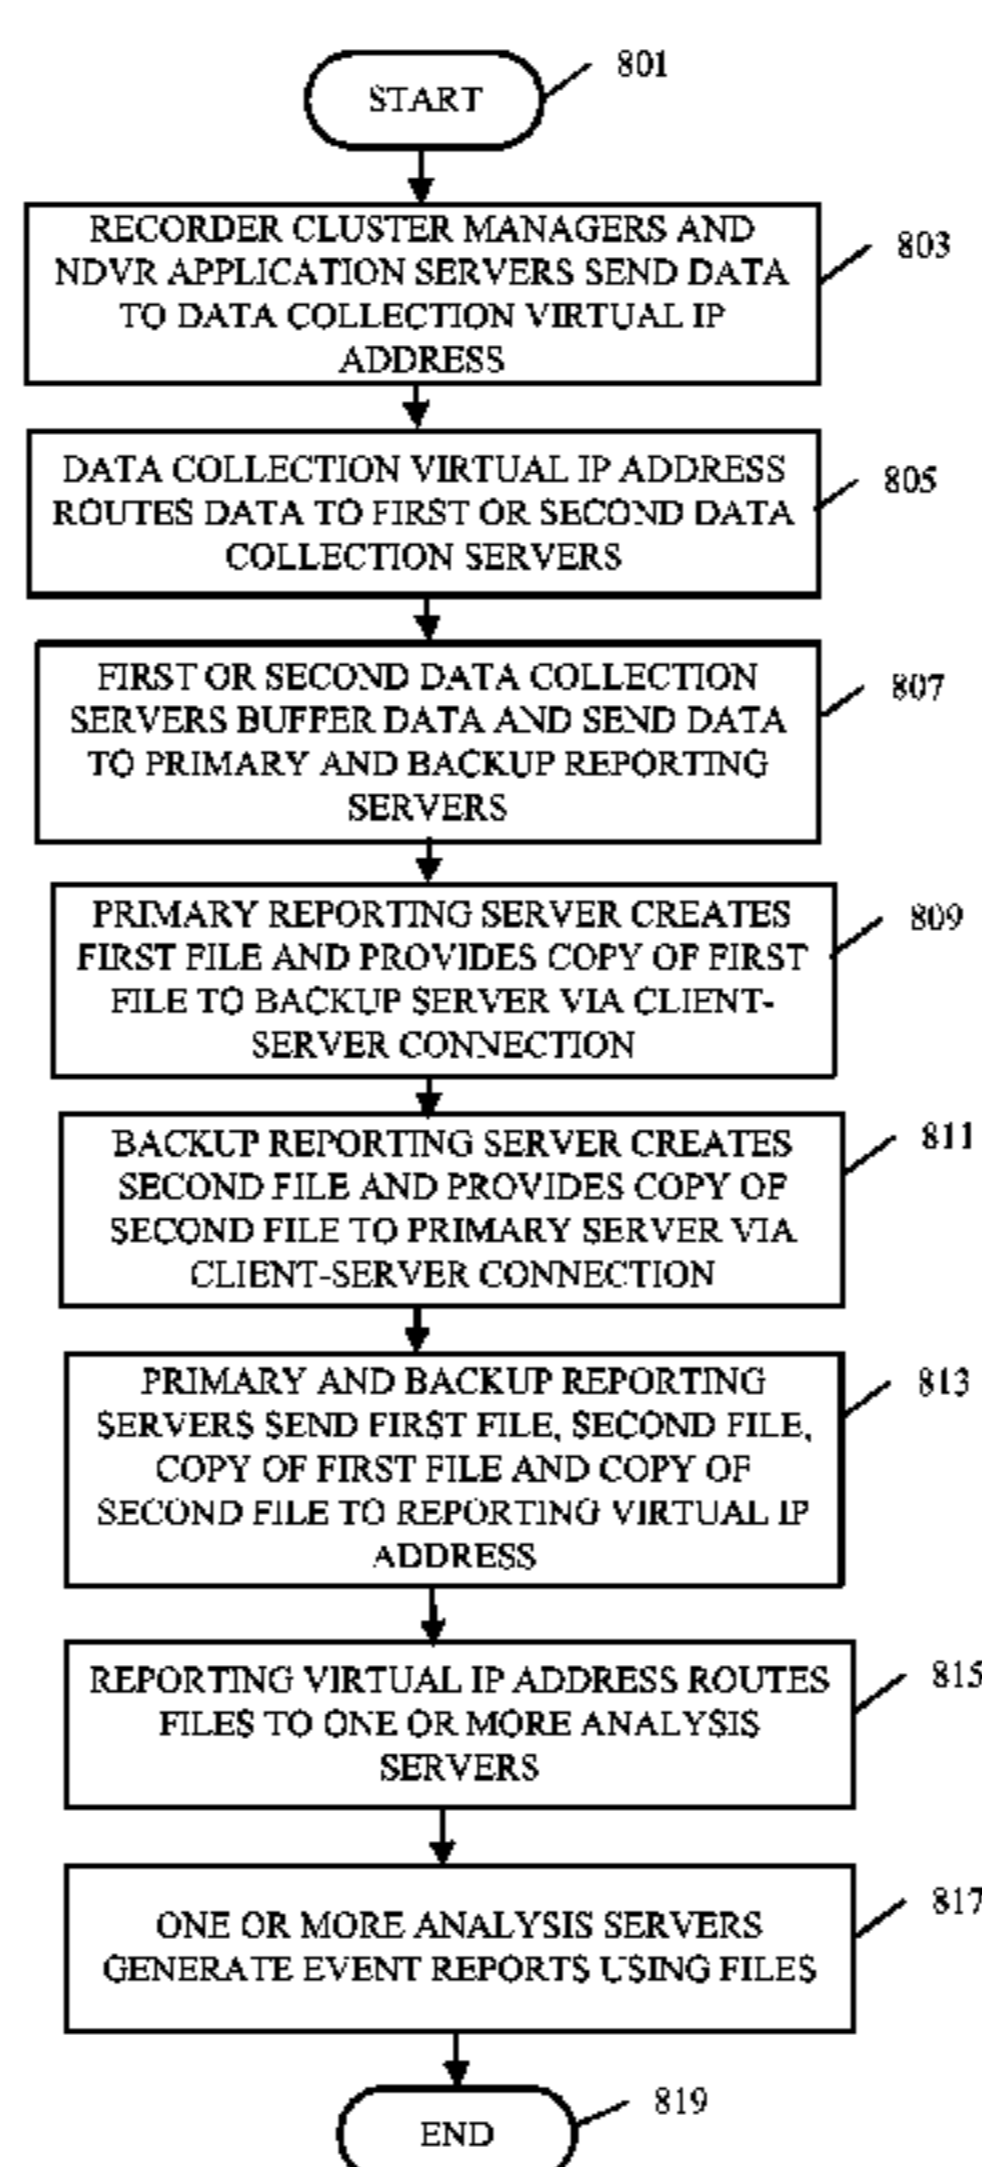 801
START
RECORDER CLUSTER MANAGERS AND
NDVR APPLICATION SERVERS SEND DATA
TO DATA COLLECTION VIRTUAL IP
ADDRESS
803
DATA COLLECTION VIRTUAL IP ADDRESS
ROUTES DATA TO FIRST OR SECOND DATA
COLLECTION SERVERS
805
FIRST OR SECOND DATA COLLECTION
SERVERS BUFFER DATA AND SEND DATA
TO PRIMARY AND BACKUP REPORTING
SERVERS
807
PRIMARY REPORTING SERVER CREATES
FIRST FILE AND PROVIDES COPY OF FIRST
FILE TO BACKUP SERVER VIA CLIENT-
SERVER CONNECTION
809
BACKUP REPORTING SERVER CREATES
SECOND FILE AND PROVIDES COPY OF
SECOND FILE TO PRIMARY SERVER VIA
CLIENT-SERVER CONNECTION
811
PRIMARY AND BACKUP REPORTING
SERVERS SEND FIRST FILE, SECOND FILE,
COPY OF FIRST FILE AND COPY OF
SECOND FILE TO REPORTING VIRTUAL IP
ADDRESS
813
REPORTING VIRTUAL IP ADDRESS ROUTES
FILES TO ONE OR MORE ANALYSIS
SERVERS
815
ONE OR MORE ANALYSIS SERVERS
GENERATE EVENT REPORTS USING FILES
817
END
819